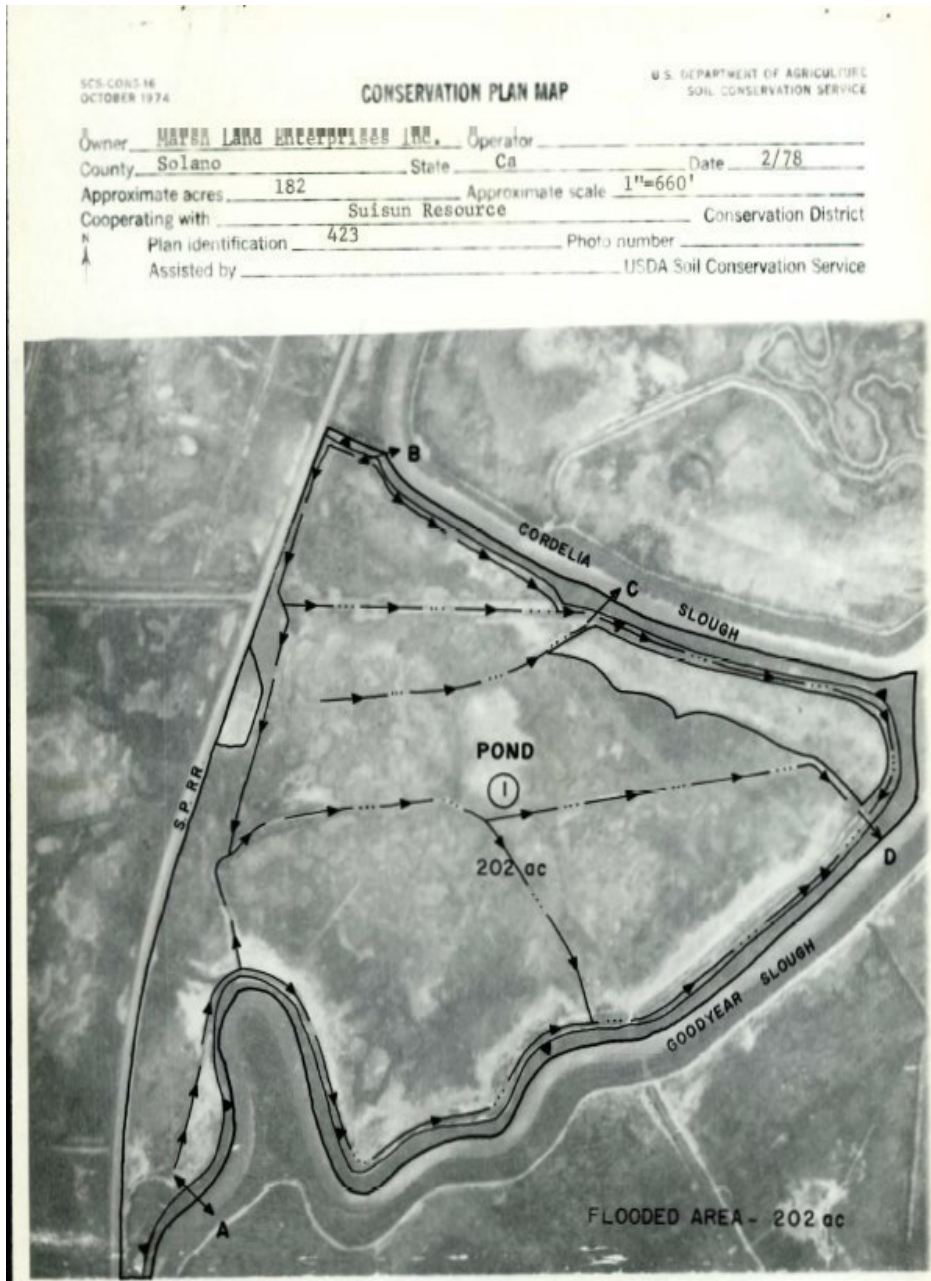 SCS-CONS-16
OCTOBER 1974
CONSERVATION PLAN MAP
U.S. DEPARTMENT OF AGRICULTURE
SOIL CONSERVATION SERVICE
Owner Marsh Land Enterprises Inc. Operator
County Solano State Ca Date 2/78
Approximate acres 182 Approximate scale 1"=660'
Cooperating with Suisun Resource Conservation District
N Plan identification 423 Photo number
Assisted by USDA Soil Conservation Service
B
CORDELIA SLOUGH
C
POND
1
S.P. RR
202 ac
D
GOODYEAR SLOUGH
FLOODED AREA - 202 ac
A